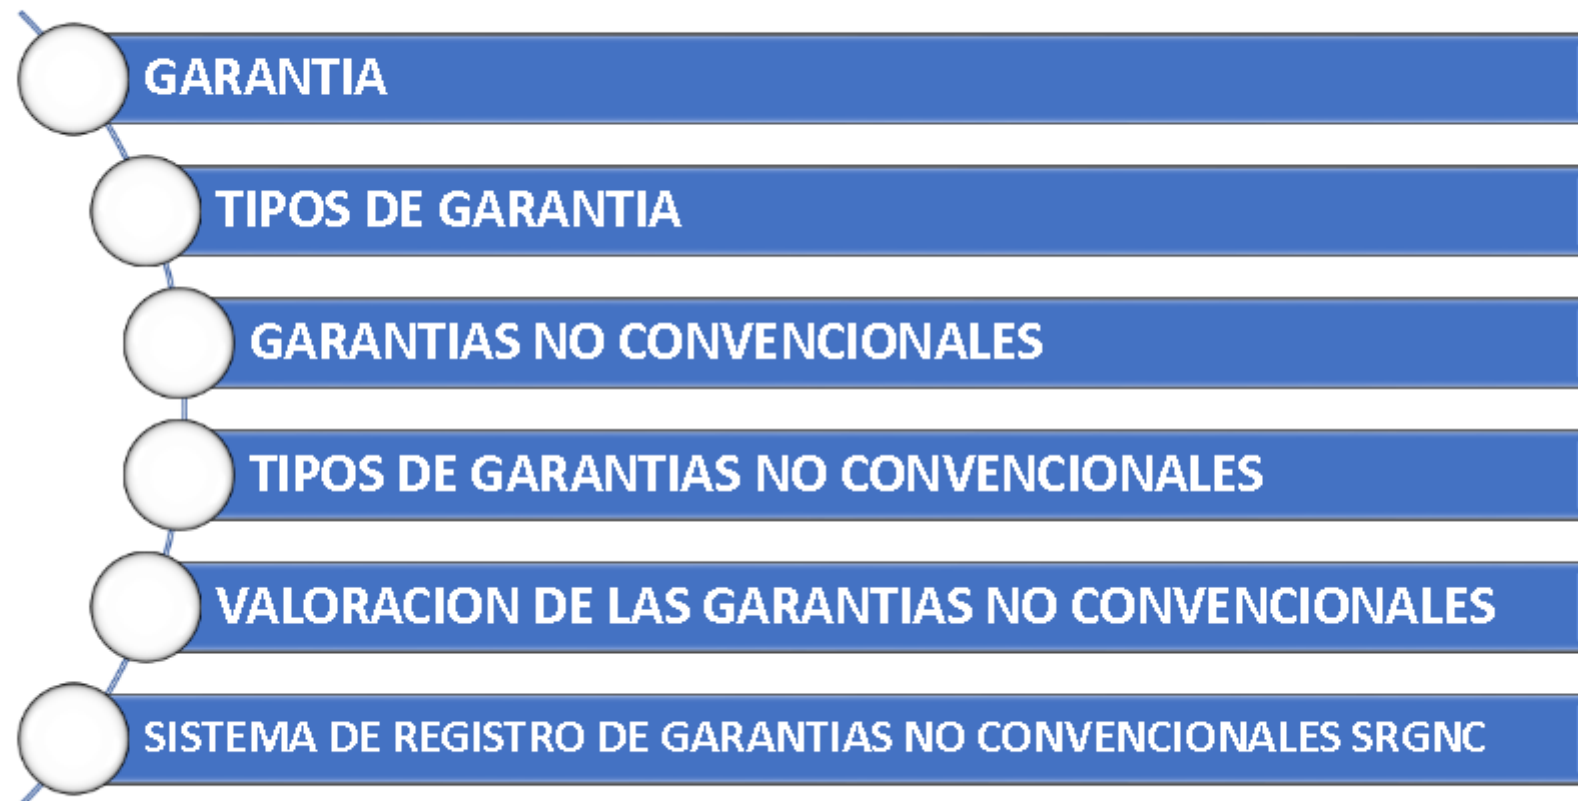 GARANTIA
TIPOS DE GARANTIA
GARANTIAS NO CONVENCIONALES
TIPOS DE GARANTIAS NO CONVENCIONALES
VALORACION DE LAS GARANTIAS NO CONVENCIONALES
SISTEMA DE REGISTRO DE GARANTIAS NO CONVENCIONALES SRGNC